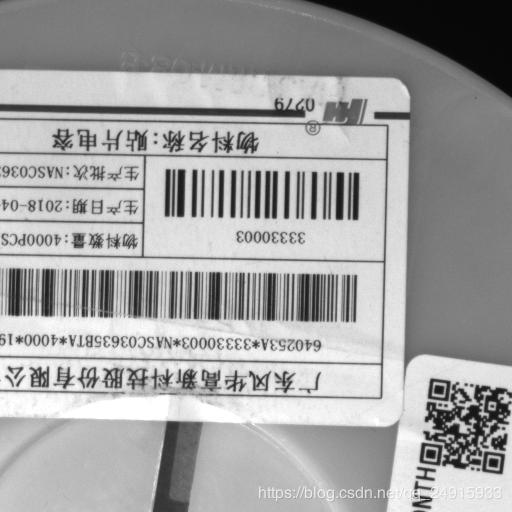 广东风华高新科技股份有限公
640253A*33330003*NASC03635BTA*4000*19
33330003
物料数量:4000PCS
生产日期:2018-04
生产批次:NASC036
物料名称:贴片电容
®
0279
NTH
https://blog.csdn.net/qq_24915933